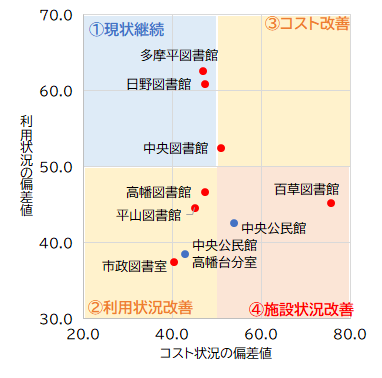 70.0
60.0
50.0
40.0
30.0
利用状況の偏差値
①現状継続
③コスト改善
多摩平図書館
日野図書館
中央図書館
高幡図書館
百草図書館
平山図書館
中央公民館
中央公民館
高幡台分室
市政図書室
②利用状況改善
④施設状況改善
20.0 40.0 60.0 80.0
コスト状況の偏差値